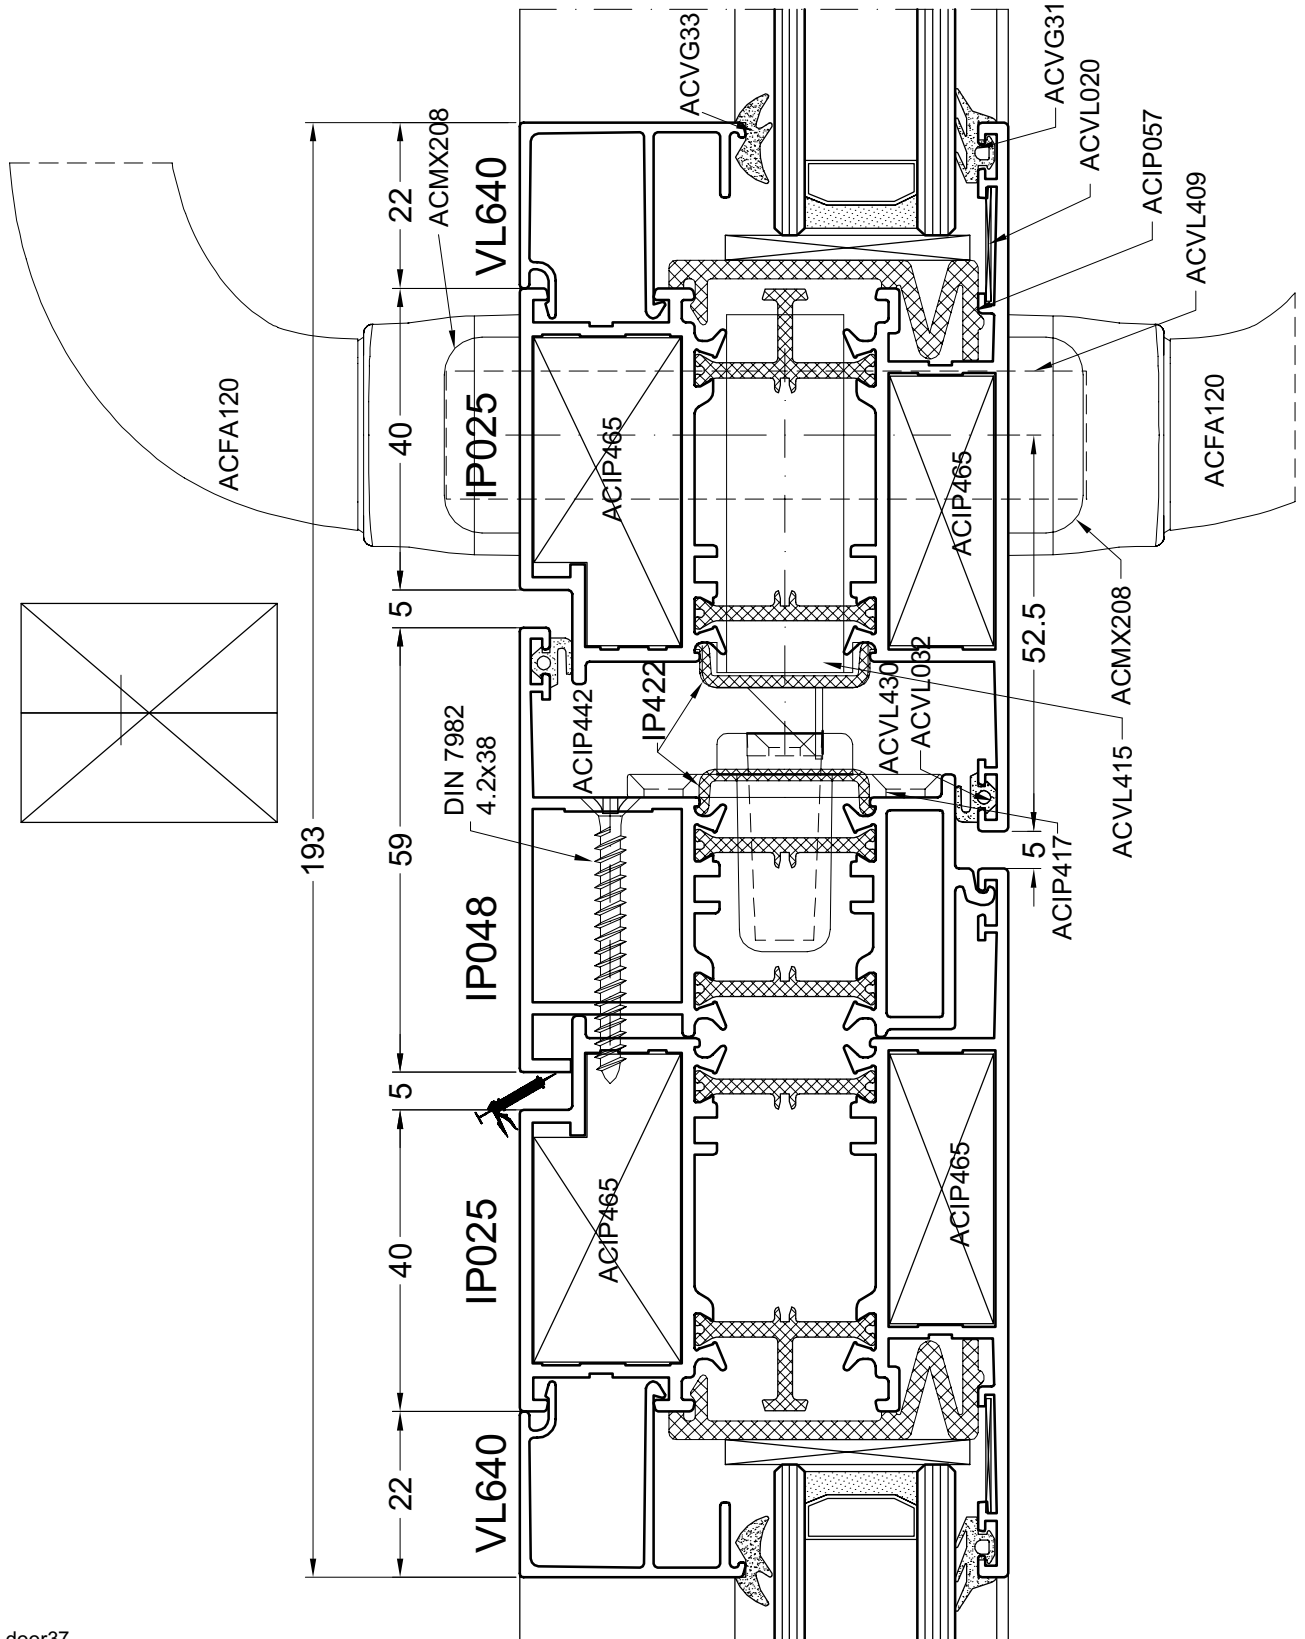 ACVG33
ACVG31
ACVL020
ACIP057
ACVL409
22
VL640
ACMX208
ACFA120
40
IP025
ACIP465
ACIP465
ACFA120
5
52.5
ACMX208
ACVL415
193
59
DIN 7982
4.2x38
ACIP442
IP422
ACVL430
ACVL032
5
ACIP417
IP048
5
40
IP025
ACIP465
ACIP465
22
VL640
door37